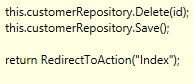 this.customerRepository.Delete(id);
this.customerRepository.Save();
return RedirectToAction("Index");